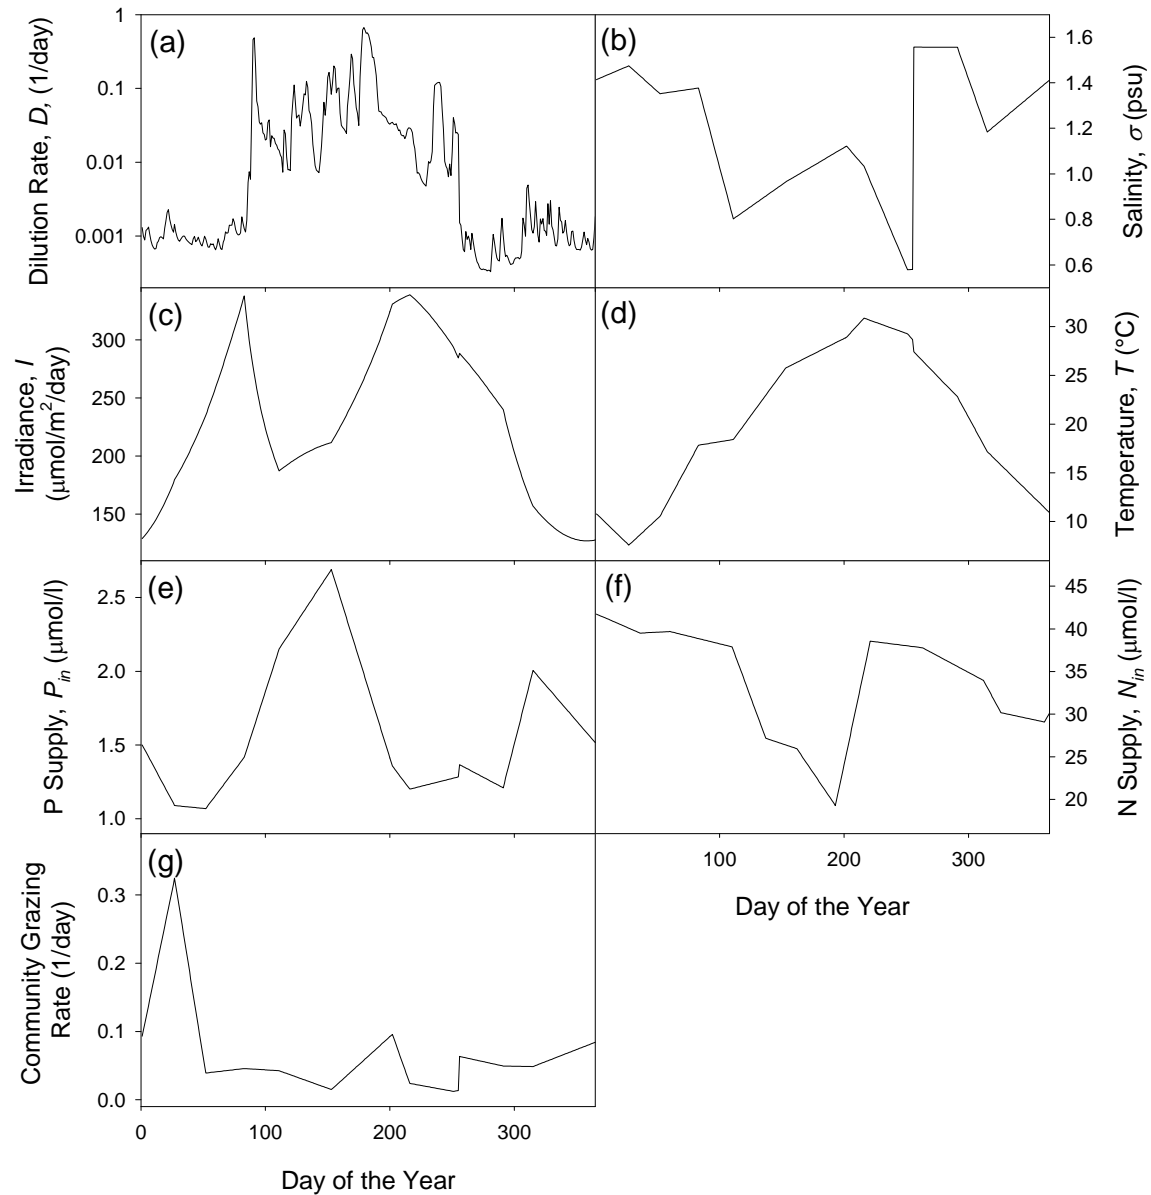 (a)
Dilution Rate, D, (1/day)
1
0.1
0.01
0.001
(b)
1.6
1.4
1.2
1.0
0.8
0.6
Salinity, σ (psu)
(c)
Irradiance, I
(μmol/m²/day)
300
250
200
150
(d)
30
25
20
15
10
Temperature, T (°C)
(e)
P Supply, Pin (μmol/l)
2.5
2.0
1.5
1.0
(f)
45
40
35
30
25
20
N Supply, Nin (μmol/l)
100 200 300
Day of the Year
(g)
Community Grazing
Rate (1/day)
0.3
0.2
0.1
0.0
0 100 200 300
Day of the Year